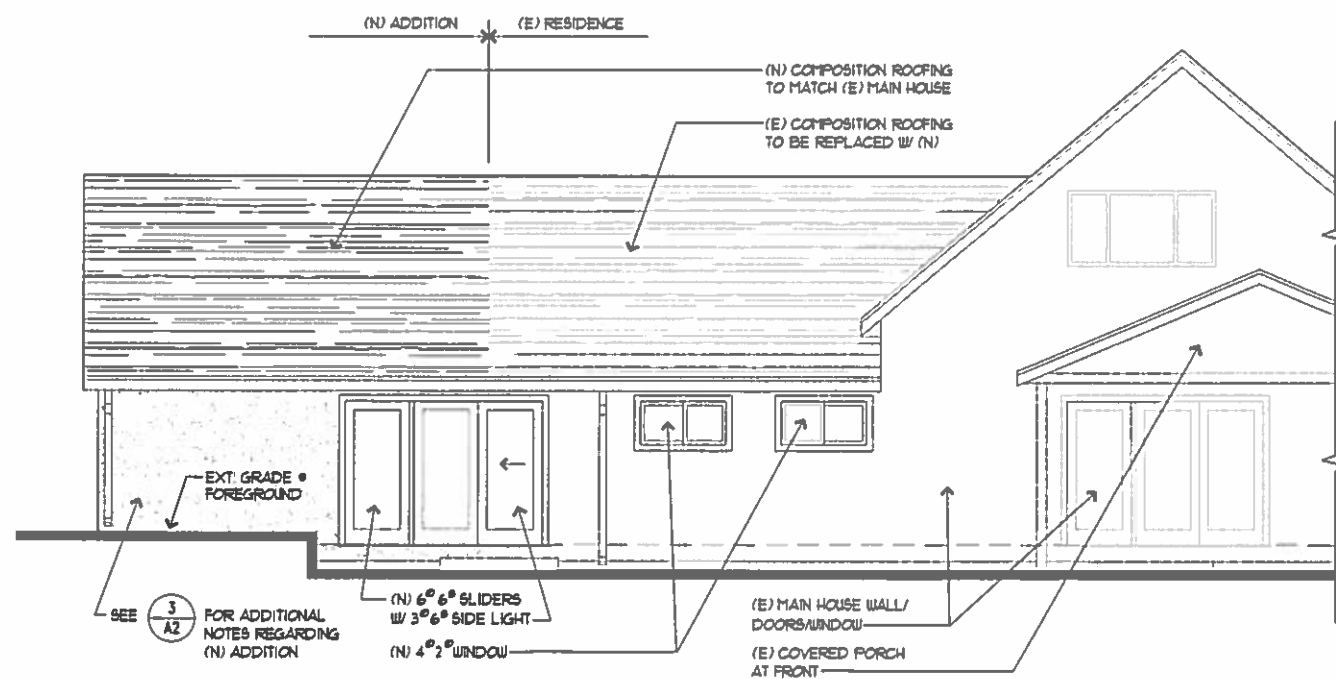 (N) ADDITION
(E) RESIDENCE
(N) COMPOSITION ROOFING
TO MATCH (E) MAIN HOUSE
(E) COMPOSITION ROOFING
TO BE REPLACED W/ (N)
EXT. GRADE @
FOREGROUND
SEE
3
A2
FOR ADDITIONAL
NOTES REGARDING
(N) ADDITION
(N) 6⁰ 6⁸ SLIDERS
W/ 3⁰ 6⁸ SIDE LIGHT
(N) 4⁰ 2⁰ WINDOW
(E) MAIN HOUSE WALL/
DOORS/WINDOW
(E) COVERED PORCH
AT FRONT